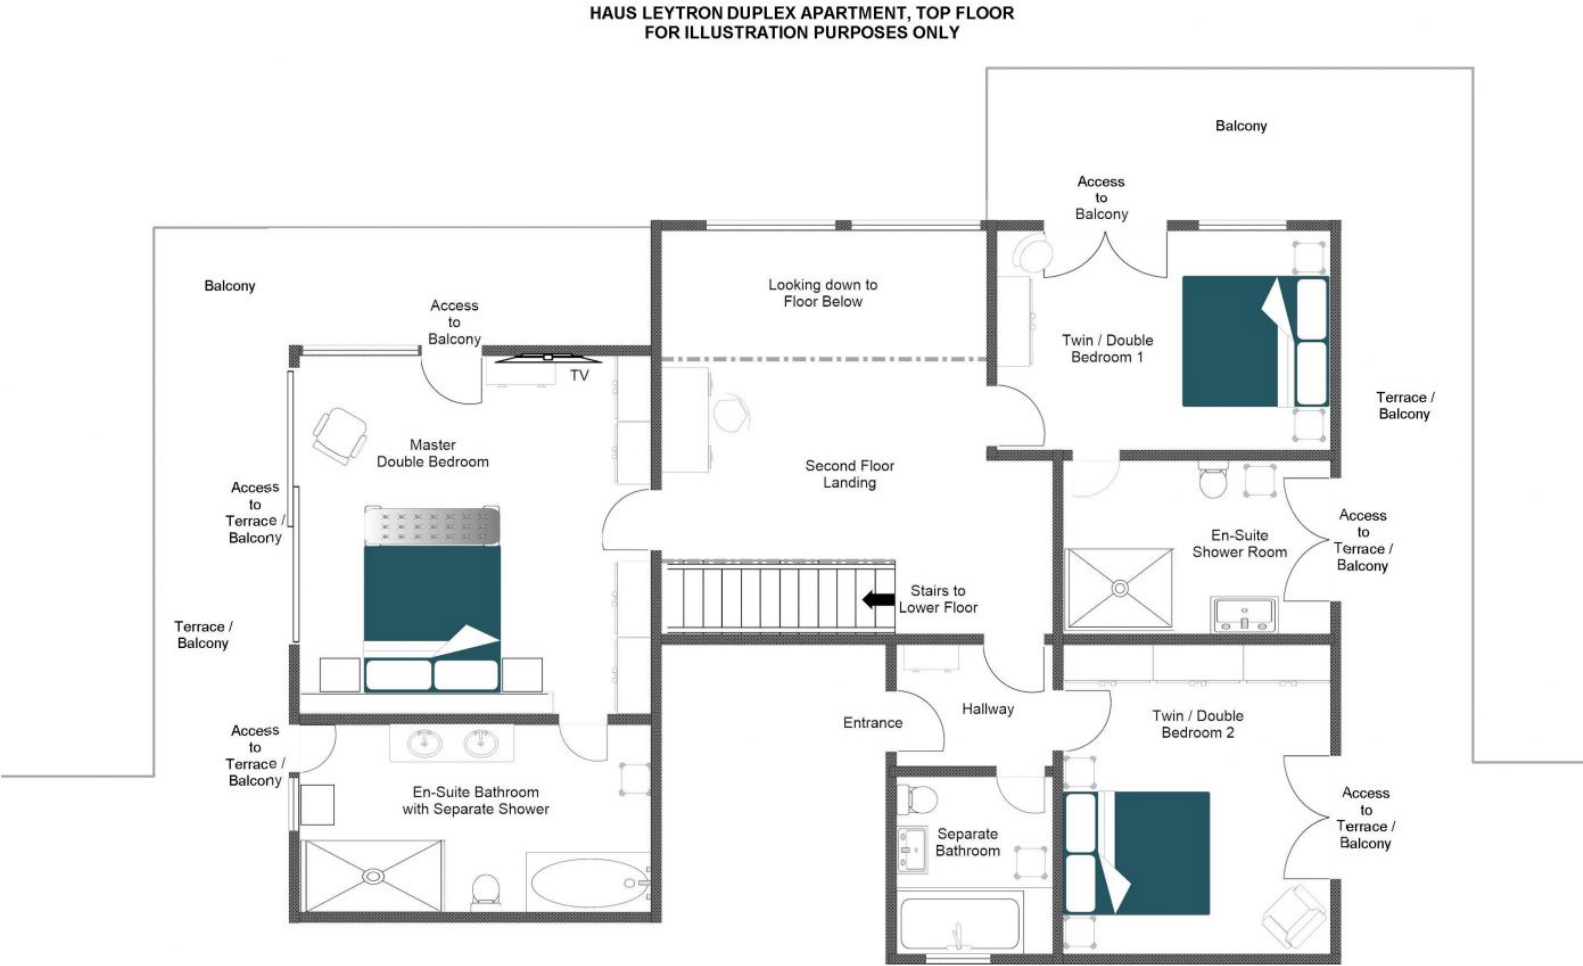 HAUS LEYTRON DUPLEX APARTMENT, TOP FLOOR
FOR ILLUSTRATION PURPOSES ONLY
Balcony
Access
to
Balcony
Balcony
Access
to
Balcony
Looking down to
Floor Below
Twin / Double
Bedroom 1
TV
Terrace /
Balcony
Master
Double Bedroom
Second Floor
Landing
Access
to
Terrace /
Balcony
En-Suite
Shower Room
Access
to
Terrace /
Balcony
Stairs to
Lower Floor
Terrace /
Balcony
Entrance
Hallway
Twin / Double
Bedroom 2
Access
to
Terrace /
Balcony
En-Suite Bathroom
with Separate Shower
Separate
Bathroom
Access
to
Terrace /
Balcony